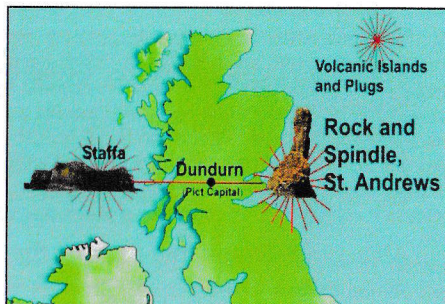 Volcanic Islands
and Plugs
Rock and
Spindle,
St. Andrews
Staffa
Dundurn
(Pict Capital)